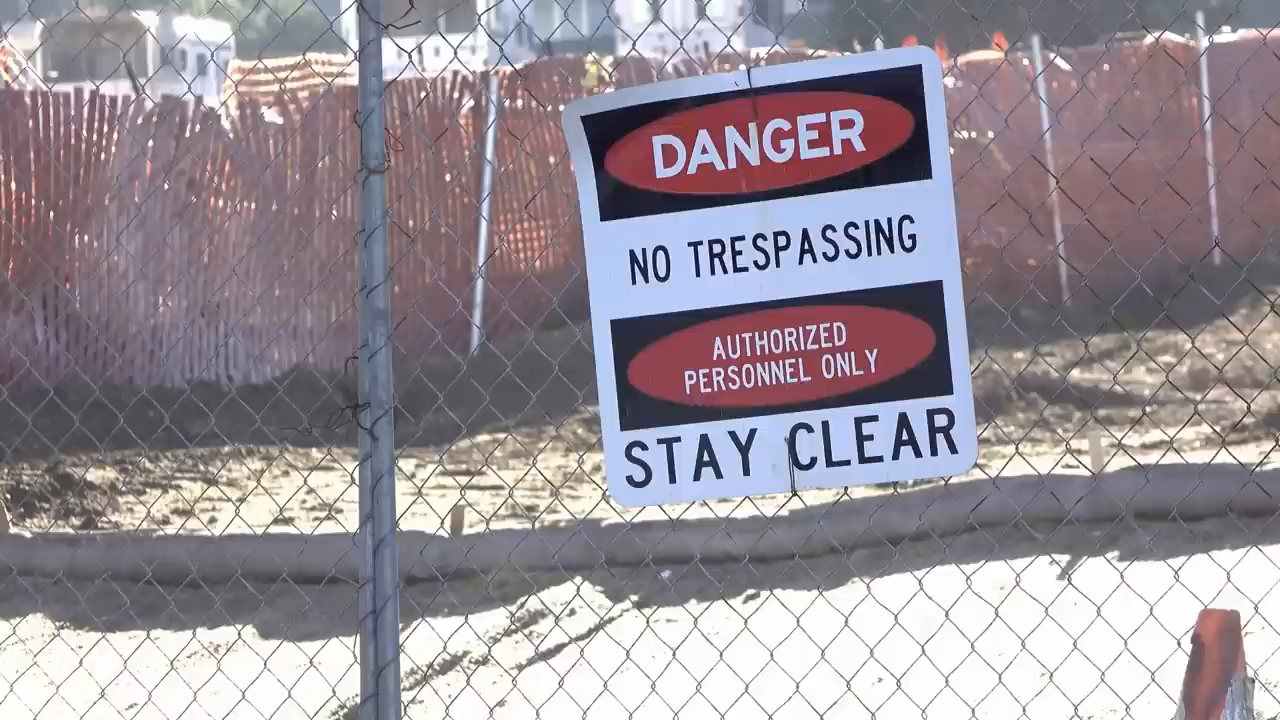 DANGER
NO TRESPASSING
AUTHORIZED
PERSONNEL ONLY
STAY CLEAR